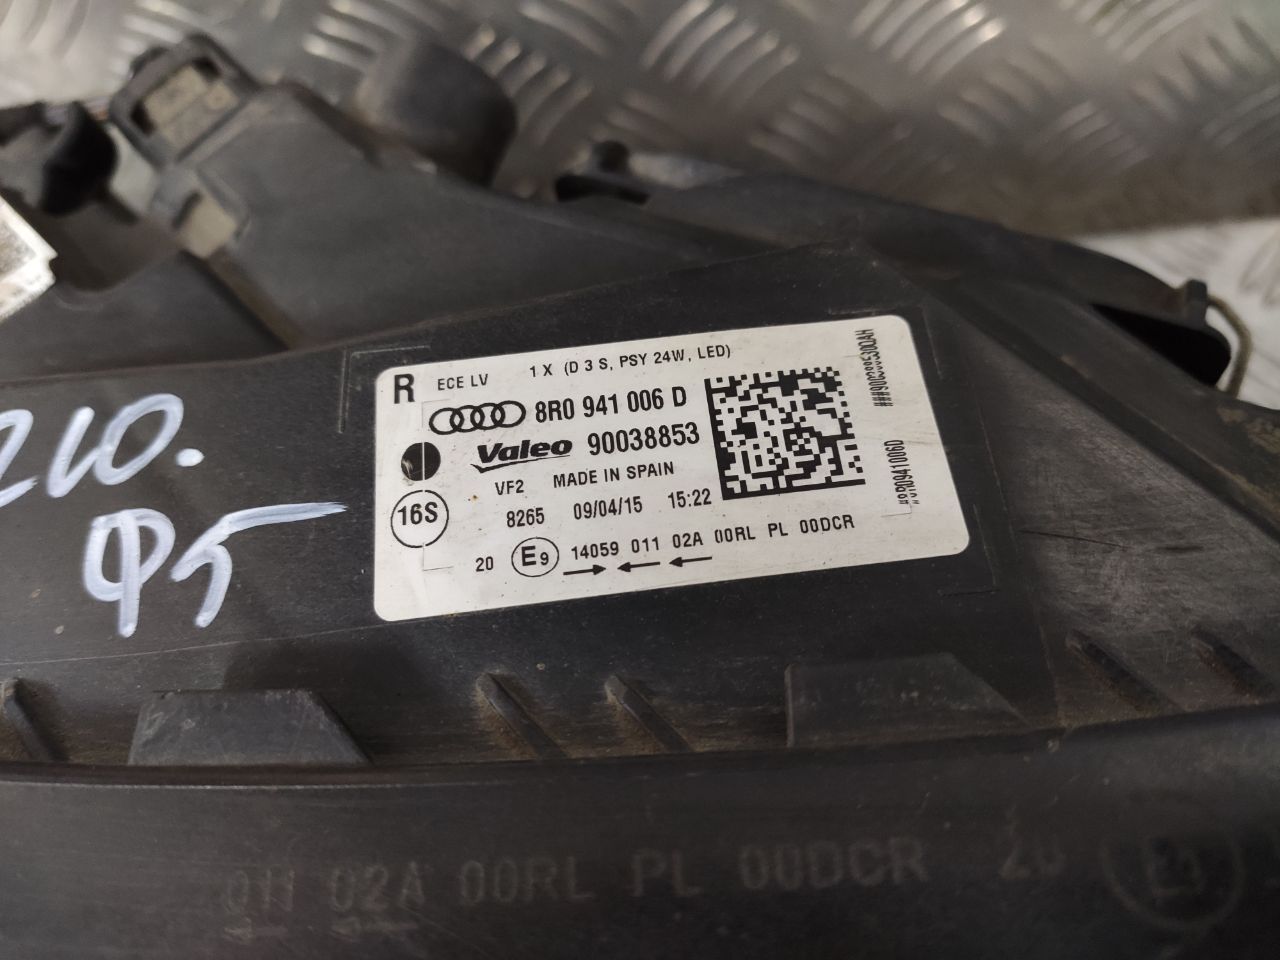 R ECE LV 1 X (D 3 S, PSY 24W, LED)
8R0 941 006 D
Valeo 90038853
VF2 MADE IN SPAIN
16S 8265 09/04/15 15:22
20 E9 14059 011 02A 00RL PL 00DCR
210.
Q5
011 02A 00RL PL 00DCR 20 E9